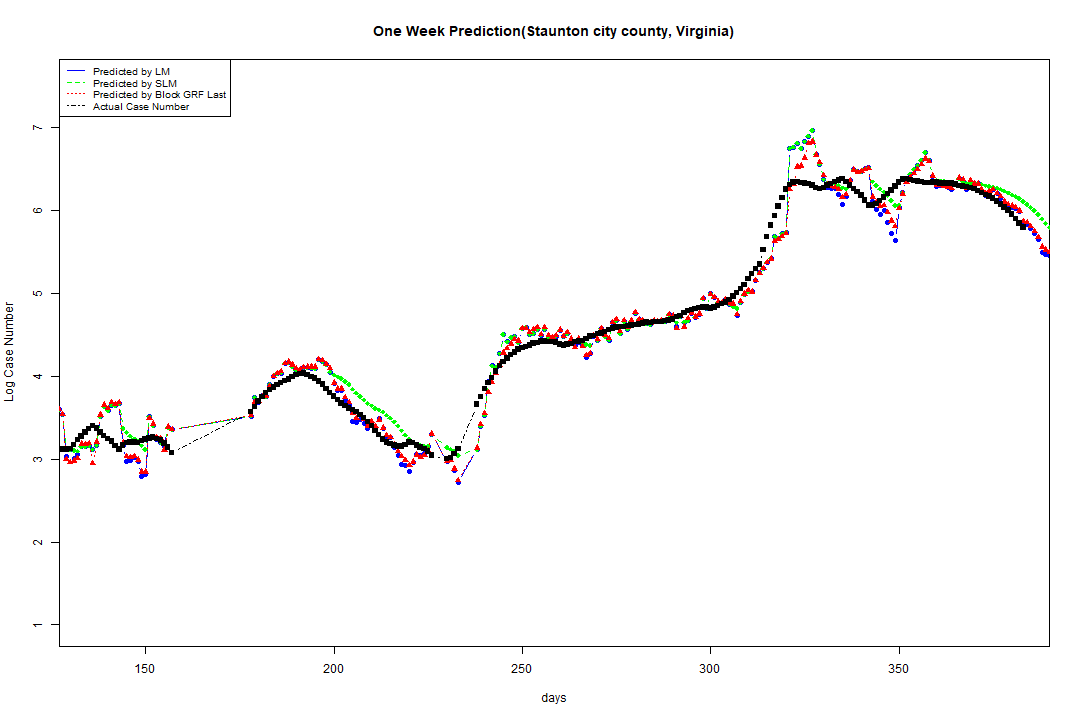 One Week Prediction(Staunton city county, Virginia)
Predicted by LM
Predicted by SLM
Predicted by Block GRF Last
Actual Case Number
Log Case Number
7
6
5
4
3
2
1
150 200 250 300 350
days